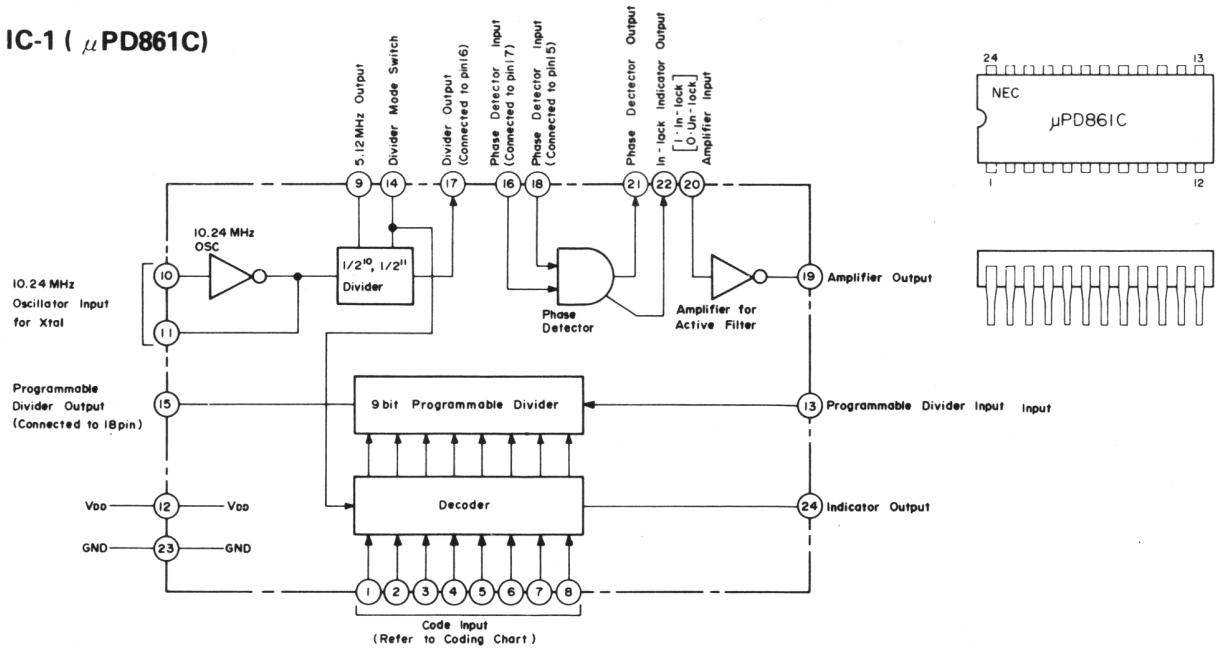 IC-1 ( μPD861C)
5.12MHz Output
Divider Mode Switch
Divider Output
(Connected to pin16)
Phase Detector Input
(Connected to pin17)
Phase Detector Input
(Connected to pin15)
Phase Dectector Output
In-lack Indicator Output
[1·In-lock]
[0·Un-lock]
Amplifier Input
9
14
17
16
18
21
22
20
10.24 MHz
OSC
1/2¹⁰, 1/2¹¹
Divider
10
11
10.24MHz
Oscillator Input
for Xtal
Phase
Detector
Amplifier for
Active Filter
19
Amplifier Output
Programmable
Divider Output
(Connected to 18pin)
15
9bit Programmable Divider
13
Programmable Divider Input Input
VDD
12
VDD
GND
23
GND
Decoder
24
Indicator Output
1
2
3
4
5
6
7
8
Code Input
(Refer to Coding Chart)
24
13
NEC
μPD861C
1
12